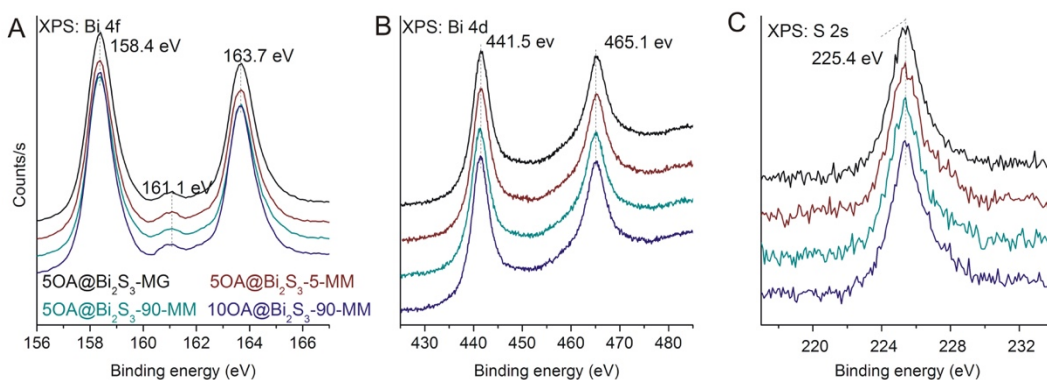 A
XPS: Bi 4f
158.4 eV
163.7 eV
161.1 eV
Counts/s
5OA@Bi₂S₃-MG
5OA@Bi₂S₃-5-MM
5OA@Bi₂S₃-90-MM
10OA@Bi₂S₃-90-MM
156 158 160 162 164 166
Binding energy (eV)
B
XPS: Bi 4d
441.5 ev
465.1 ev
430 440 450 460 470 480
Binding energy (eV)
C
XPS: S 2s
225.4 eV
220 224 228 232
Binding energy (eV)